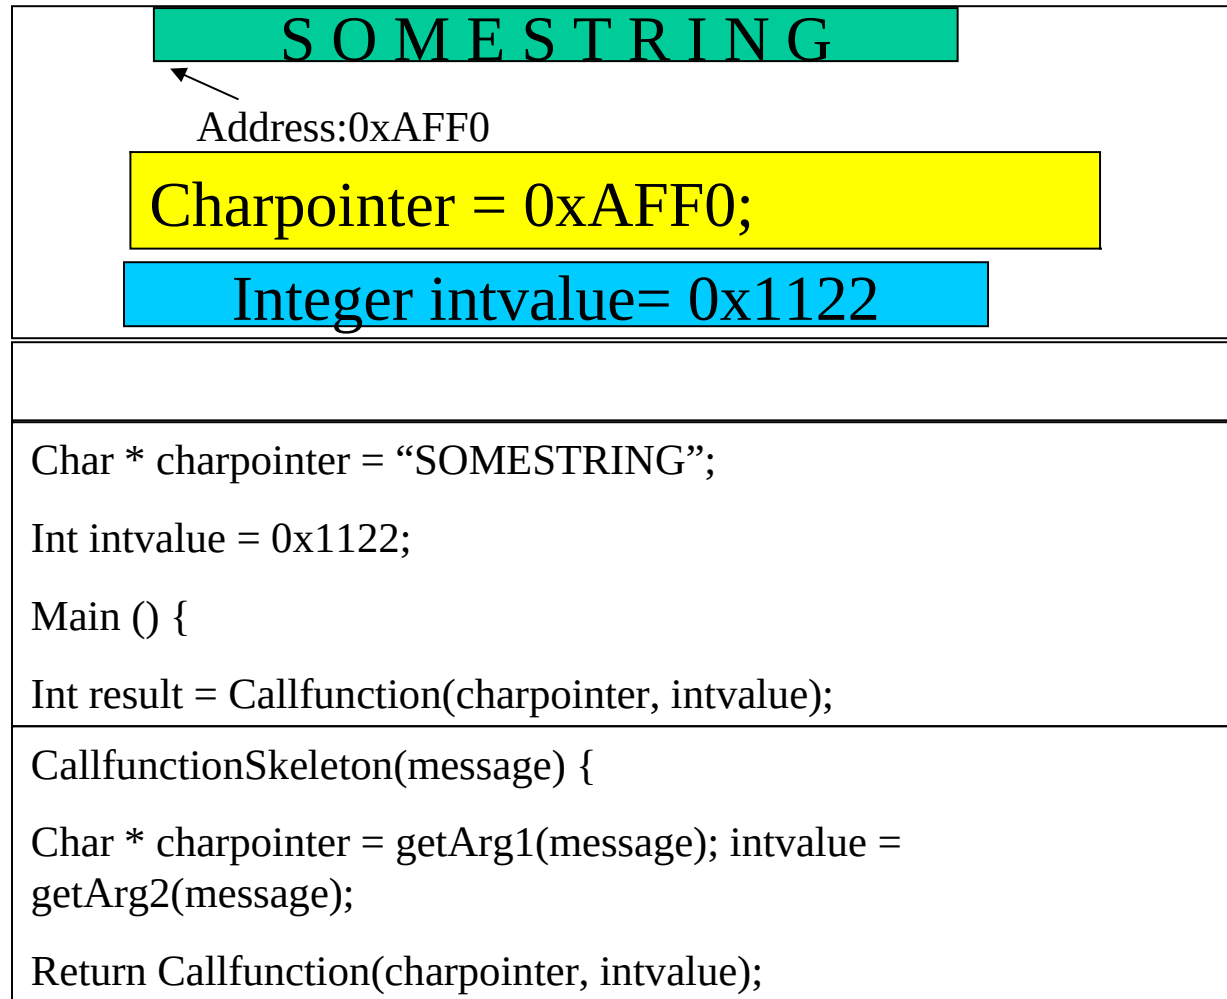 S O M E S T R I N G
Address:0xAFF0
Charpointer = 0xAFF0;
Integer intvalue= 0x1122
Char * charpointer = “SOMESTRING”;
Int intvalue = 0x1122;
Main () {
Int result = Callfunction(charpointer, intvalue);
CallfunctionSkeleton(message) {
Char * charpointer = getArg1(message); intvalue =
getArg2(message);
Return Callfunction(charpointer, intvalue);